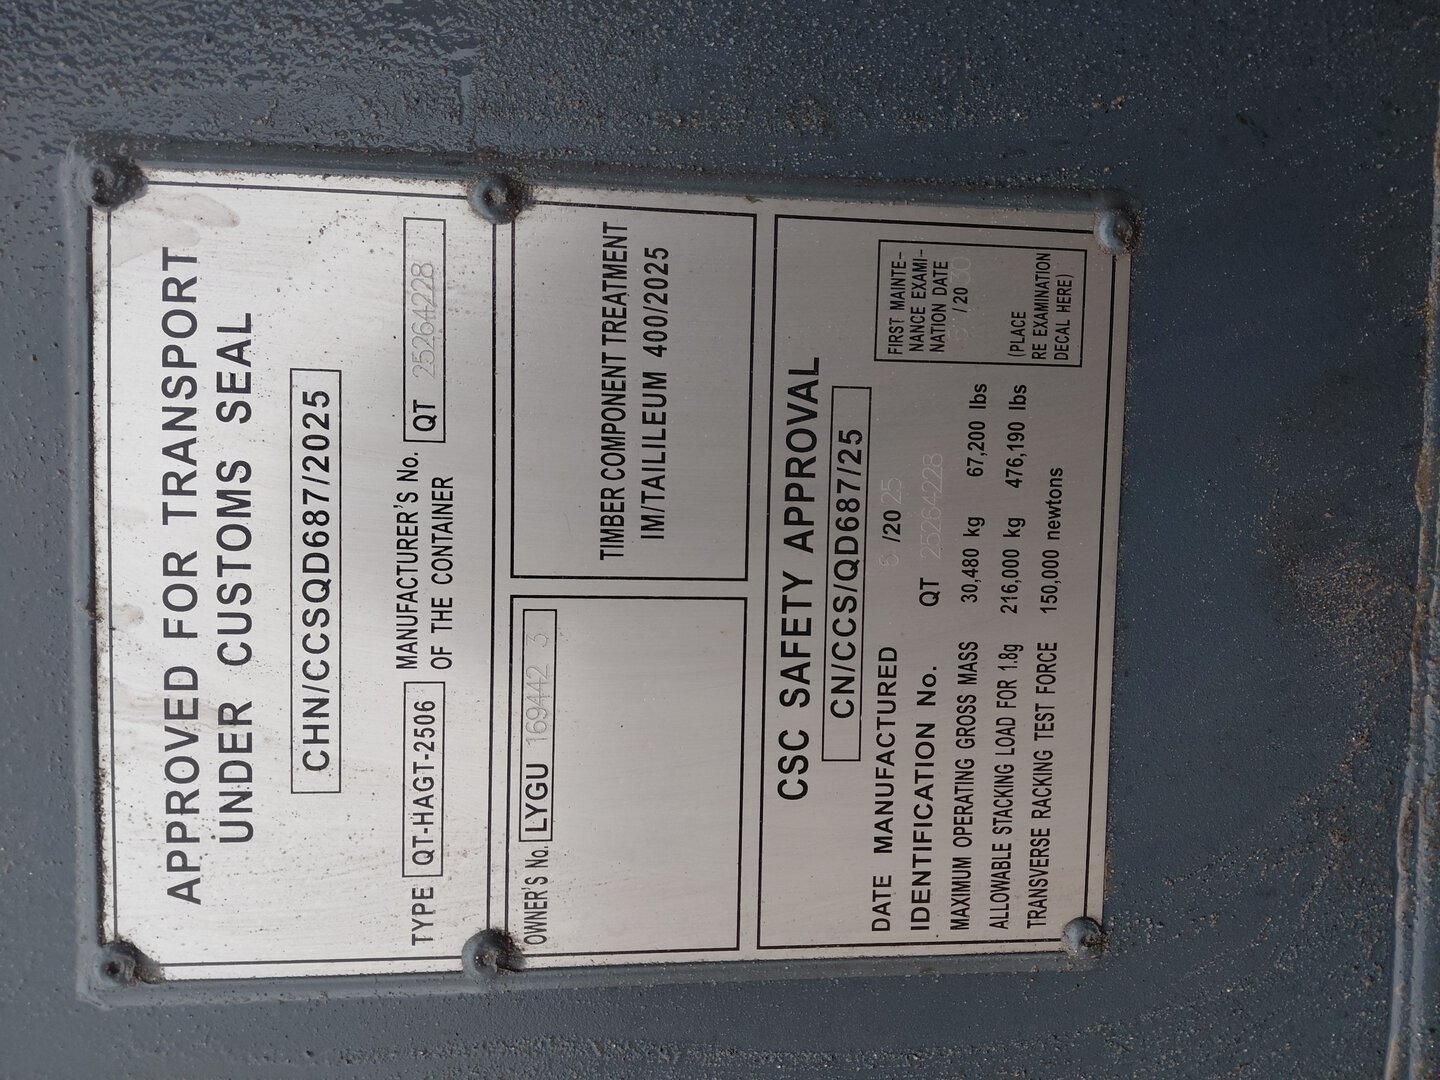 APPROVED FOR TRANSPORT
UNDER CUSTOMS SEAL
CHN/CCSQD687/2025
TYPE QT-HAGT-2506 MANUFACTURER'S No. QT 25264228
OF THE CONTAINER
OWNER'S No. LYGU 169442 3
TIMBER COMPONENT TREATMENT
IM/TAILILEUM 400/2025
CSC SAFETY APPROVAL
CN/CCS/QD687/25
DATE MANUFACTURED /20 25
IDENTIFICATION No. QT 25264228
MAXIMUM OPERATING GROSS MASS 30,480 kg 67,200 lbs
ALLOWABLE STACKING LOAD FOR 1.8g 216,000 kg 476,190 lbs
TRANSVERSE RACKING TEST FORCE 150,000 newtons
FIRST MAINTE-
NANCE EXAMI-
NATION DATE
/20 30
(PLACE
RE EXAMINATION
DECAL HERE)